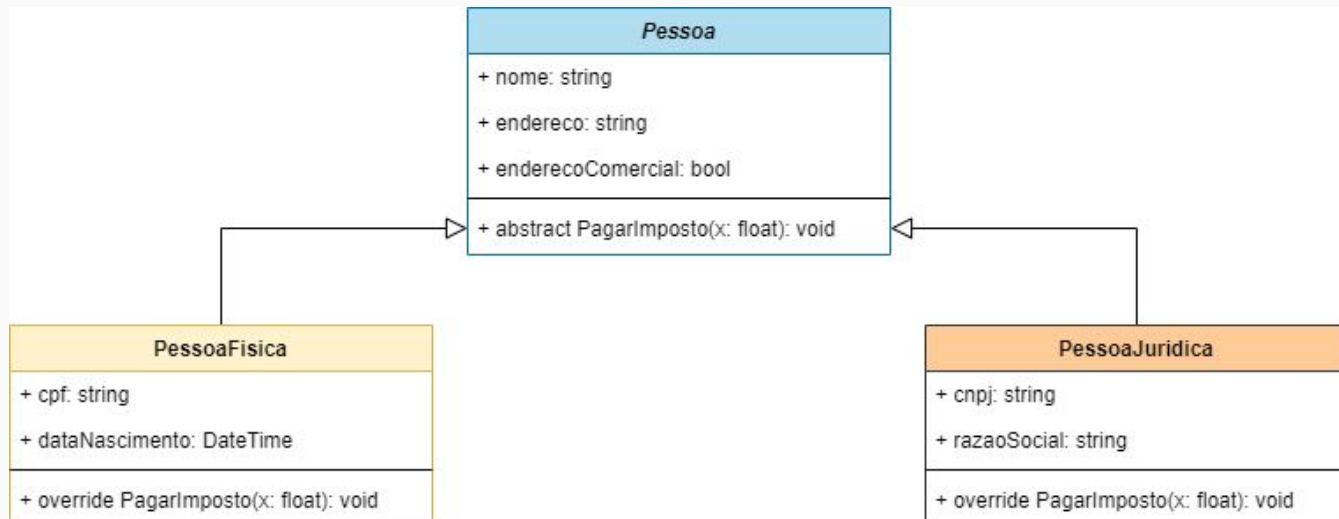 Pessoa
+ nome: string
+ endereco: string
+ enderecoComercial: bool
+ abstract PagarImposto(x: float): void
PessoaFisica
+ cpf: string
+ dataNascimento: DateTime
+ override PagarImposto(x: float): void
PessoaJuridica
+ cnpj: string
+ razaoSocial: string
+ override PagarImposto(x: float): void